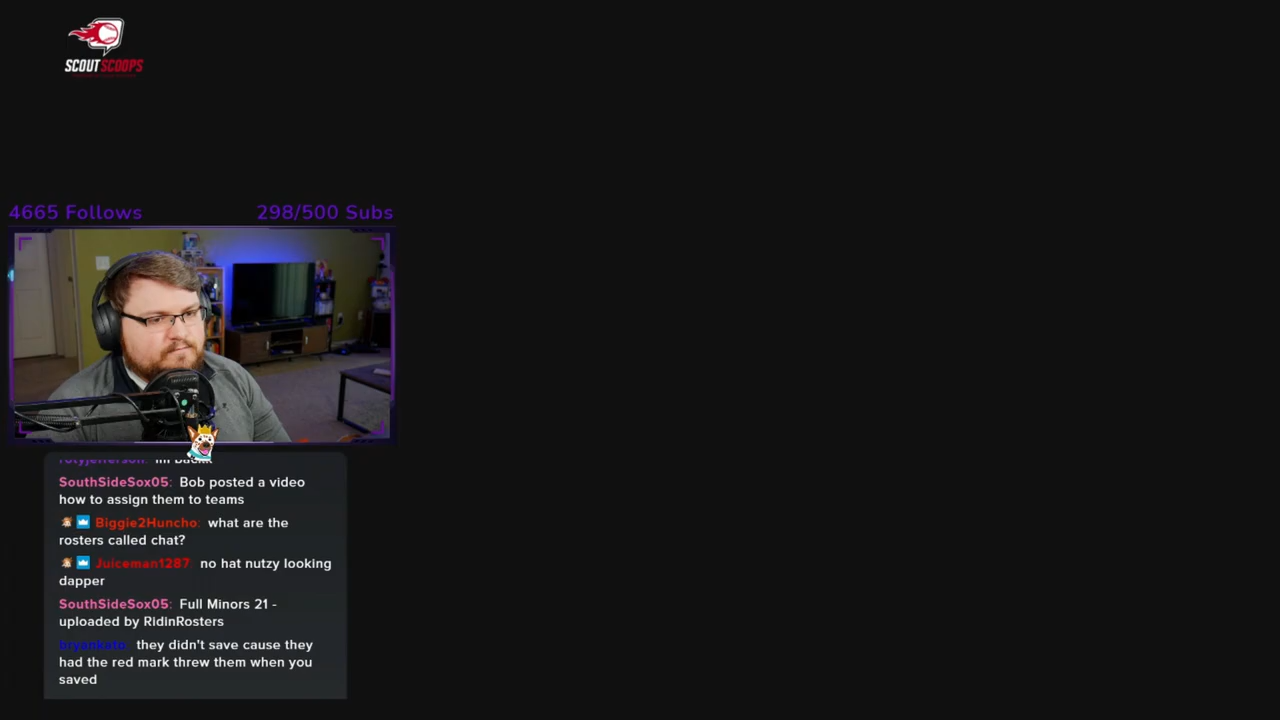 SCOUTSCOOPS
4665 Follows
298/500 Subs
SouthSideSox05: Bob posted a video
how to assign them to teams
Biggie2Huncho: what are the
rosters called chat?
Juiceman1287: no hat nutzy looking
dapper
SouthSideSox05: Full Minors 21 -
uploaded by RidinRosters
bryankato: they didn't save cause they
had the red mark threw them when you
saved